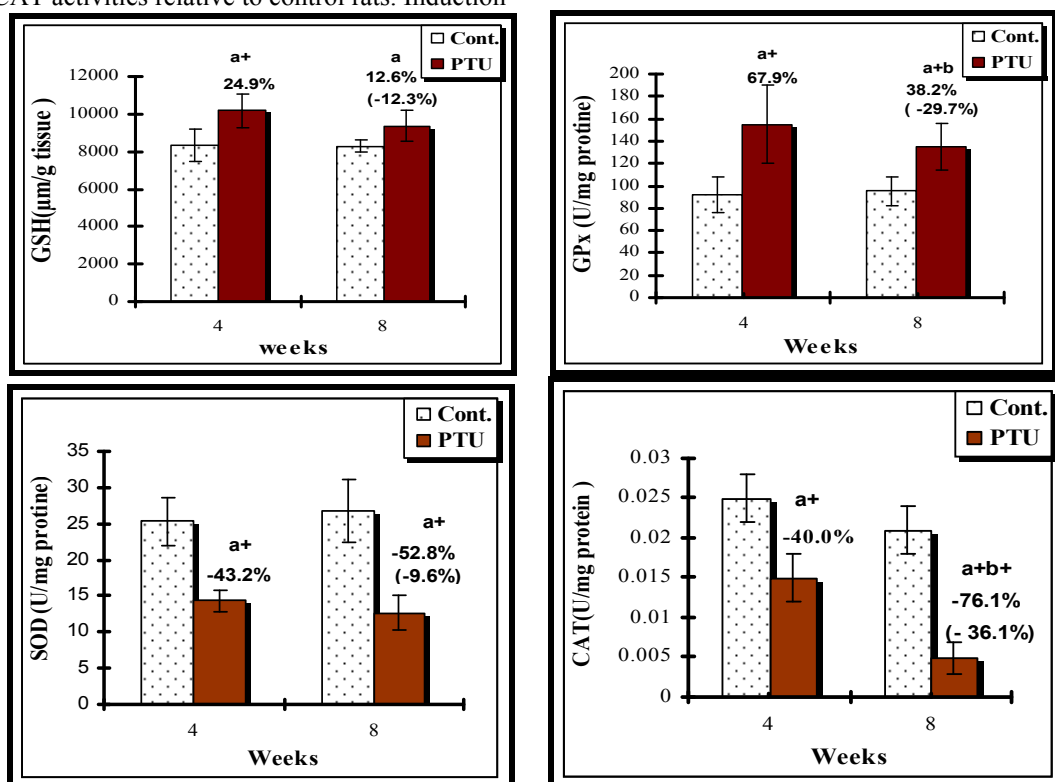 CAT activities relative to control rats. Induction
Cont.
PTU
a+
24.9%
a
12.6%
(-12.3%)
12000
10000
8000
6000
4000
2000
0
GSH(µm/g tissue )
4
8
weeks
Cont.
PTU
a+
67.9%
a+b
38.2%
( -29.7%)
200
180
160
140
120
100
80
60
40
20
0
GPx (U/mg protine)
4
8
Weeks
Cont.
PTU
35
30
25
20
15
10
5
0
SOD (U/mg protine)
a+
-43.2%
a+
-52.8%
(-9.6%)
4
8
Weeks
Cont.
PTU
0.03
0.025
0.02
0.015
0.01
0.005
0
CAT(U/mg protein )
a+
-40.0%
a+b+
-76.1%
(- 36.1%)
4
8
Weeks